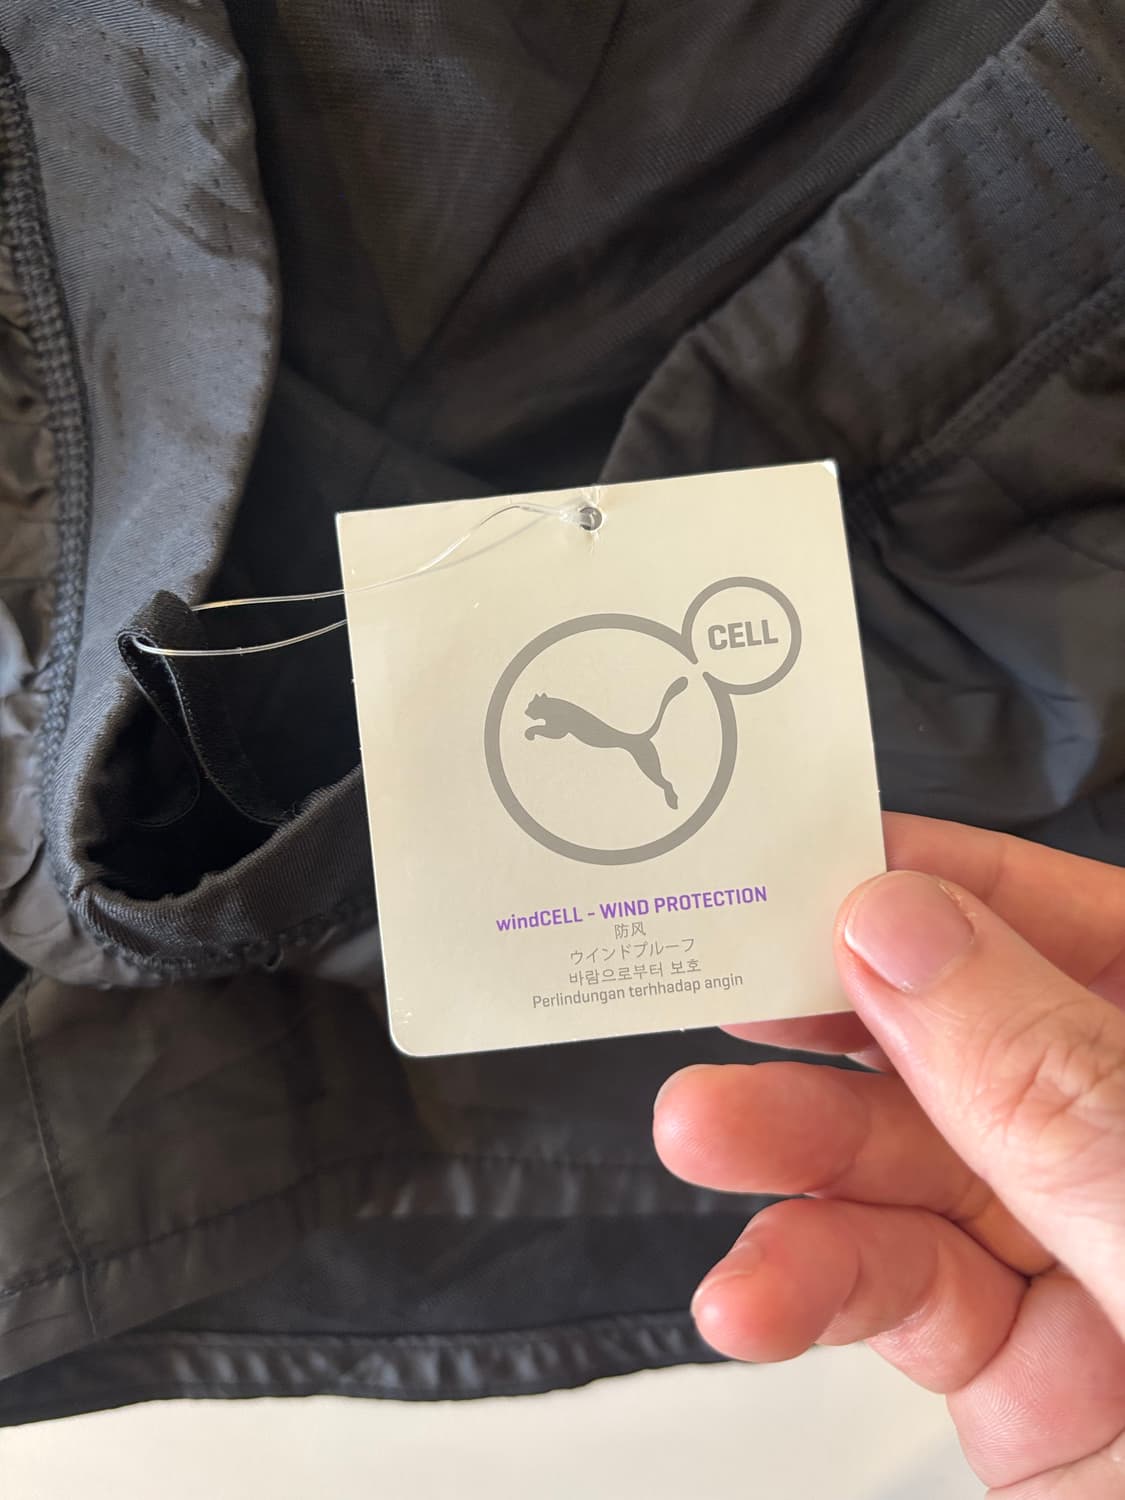 CELL
windCELL - WIND PROTECTION
防风
ウインドプルーフ
바람으로부터 보호
Perlindungan terhhadap angin